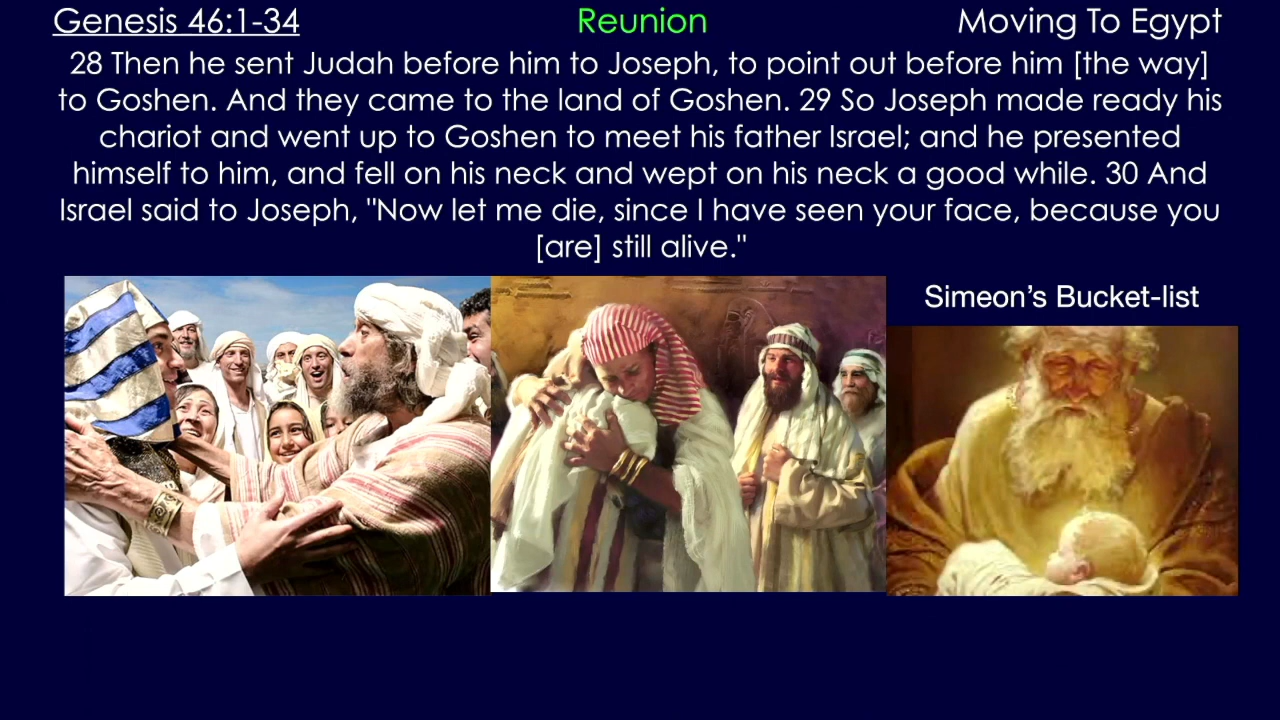 Genesis 46:1-34 Reunion Moving To Egypt
28 Then he sent Judah before him to Joseph, to point out before him [the way]
to Goshen. And they came to the land of Goshen. 29 So Joseph made ready his
chariot and went up to Goshen to meet his father Israel; and he presented
himself to him, and fell on his neck and wept on his neck a good while. 30 And
Israel said to Joseph, "Now let me die, since I have seen your face, because you
[are] still alive."
Simeon’s Bucket-list